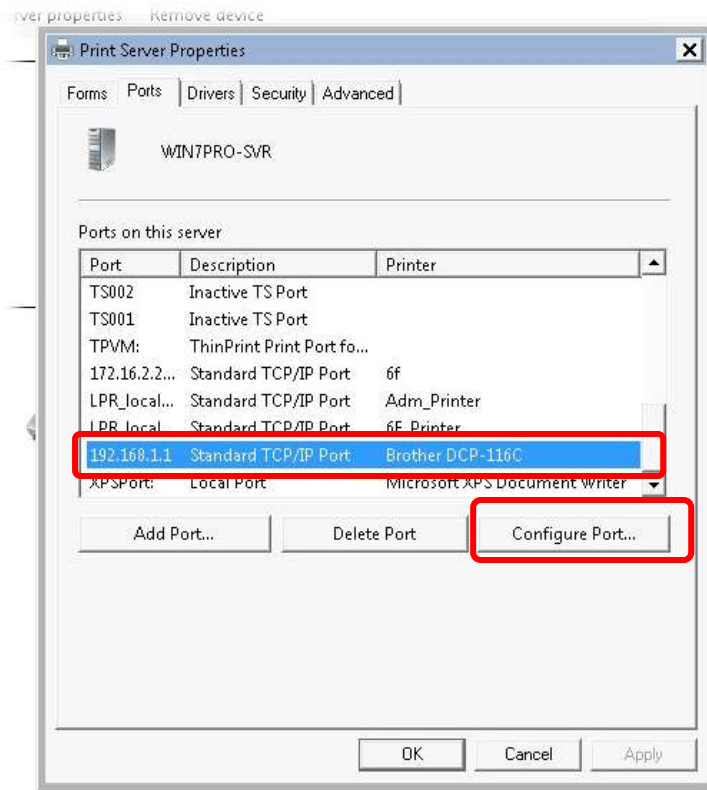 rver properties Remove device
Print Server Properties
Forms Ports Drivers Security Advanced
WIN7PRO-SVR
Ports on this server
Port Description Printer
TS002 Inactive TS Port
TS001 Inactive TS Port
TPVM: ThinPrint Print Port fo...
172.16.2.2... Standard TCP/IP Port 6f
LPR_local... Standard TCP/IP Port Adm_Printer
LPR_local... Standard TCP/IP Port 6F_Printer
192.168.1.1 Standard TCP/IP Port Brother DCP-116C
XPSPort: Local Port Microsoft XPS Document Writer
Add Port... Delete Port Configure Port...
OK Cancel Apply